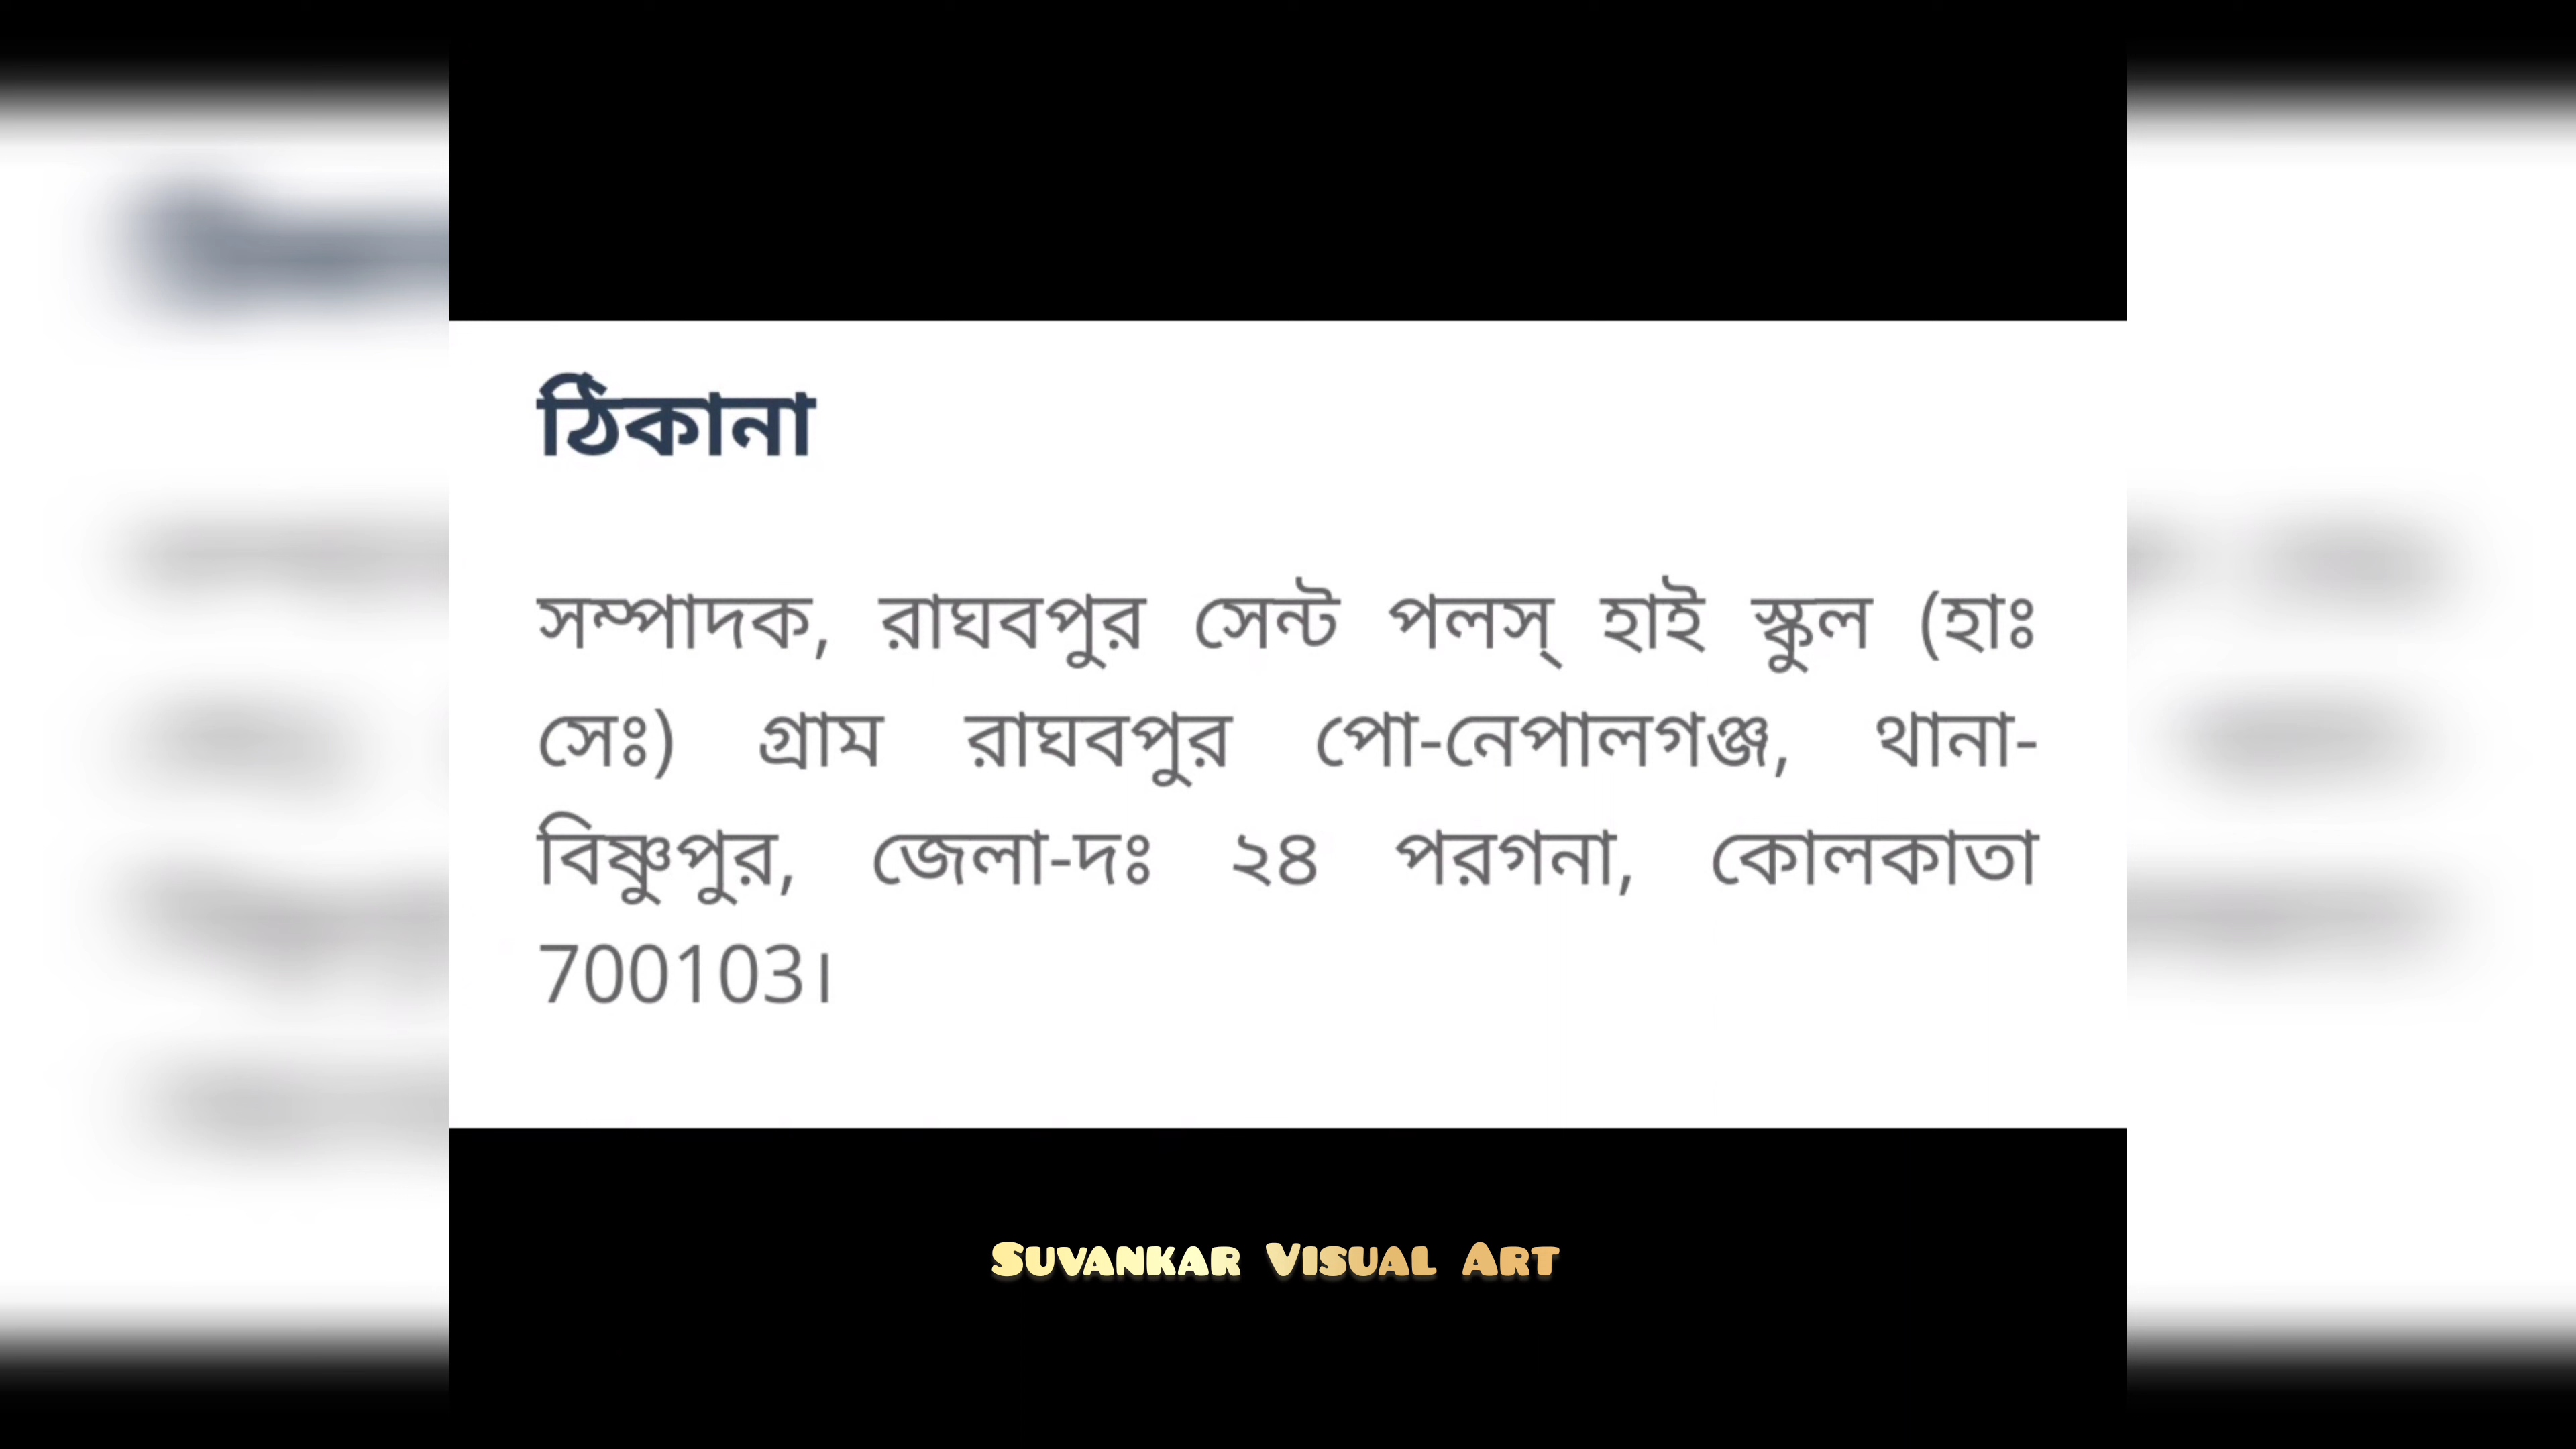 ঠিকানা
সম্পাদক, রাঘবপুর সেন্ট পলস্ হাই স্কুল (হাঃ
সেঃ) গ্রাম রাঘবপুর পো-নেপালগঞ্জ, থানা-
বিষ্ণুপুর, জেলা-দঃ ২৪ পরগনা, কোলকাতা
700103।
SUVANKAR VISUAL ART